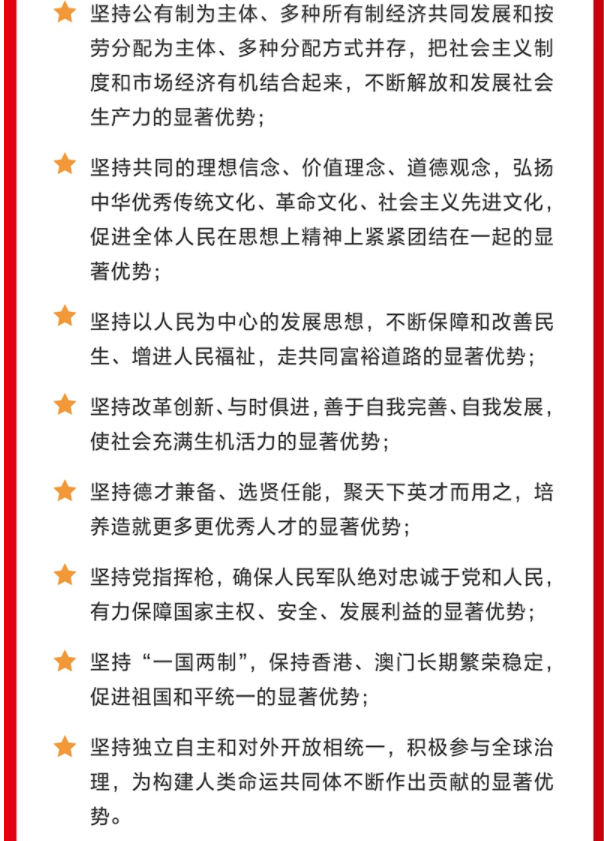 坚持公有制为主体、多种所有制经济共同发展和按
劳分配为主体、多种分配方式并存，把社会主义制
度和市场经济有机结合起来，不断解放和发展社会
生产力的显著优势；
坚持共同的理想信念、价值理念、道德观念，弘扬
中华优秀传统文化、革命文化、社会主义先进文化，
促进全体人民在思想上精神上紧紧团结在一起的显
著优势；
坚持以人民为中心的发展思想，不断保障和改善民
生、增进人民福祉，走共同富裕道路的显著优势；
坚持改革创新、与时俱进，善于自我完善、自我发展，
使社会充满生机活力的显著优势；
坚持德才兼备、选贤任能，聚天下英才而用之，培
养造就更多更优秀人才的显著优势；
坚持党指挥枪，确保人民军队绝对忠诚于党和人民，
有力保障国家主权、安全、发展利益的显著优势；
坚持“一国两制”，保持香港、澳门长期繁荣稳定，
促进祖国和平统一的显著优势；
坚持独立自主和对外开放相统一，积极参与全球治
理，为构建人类命运共同体不断作出贡献的显著优
势。